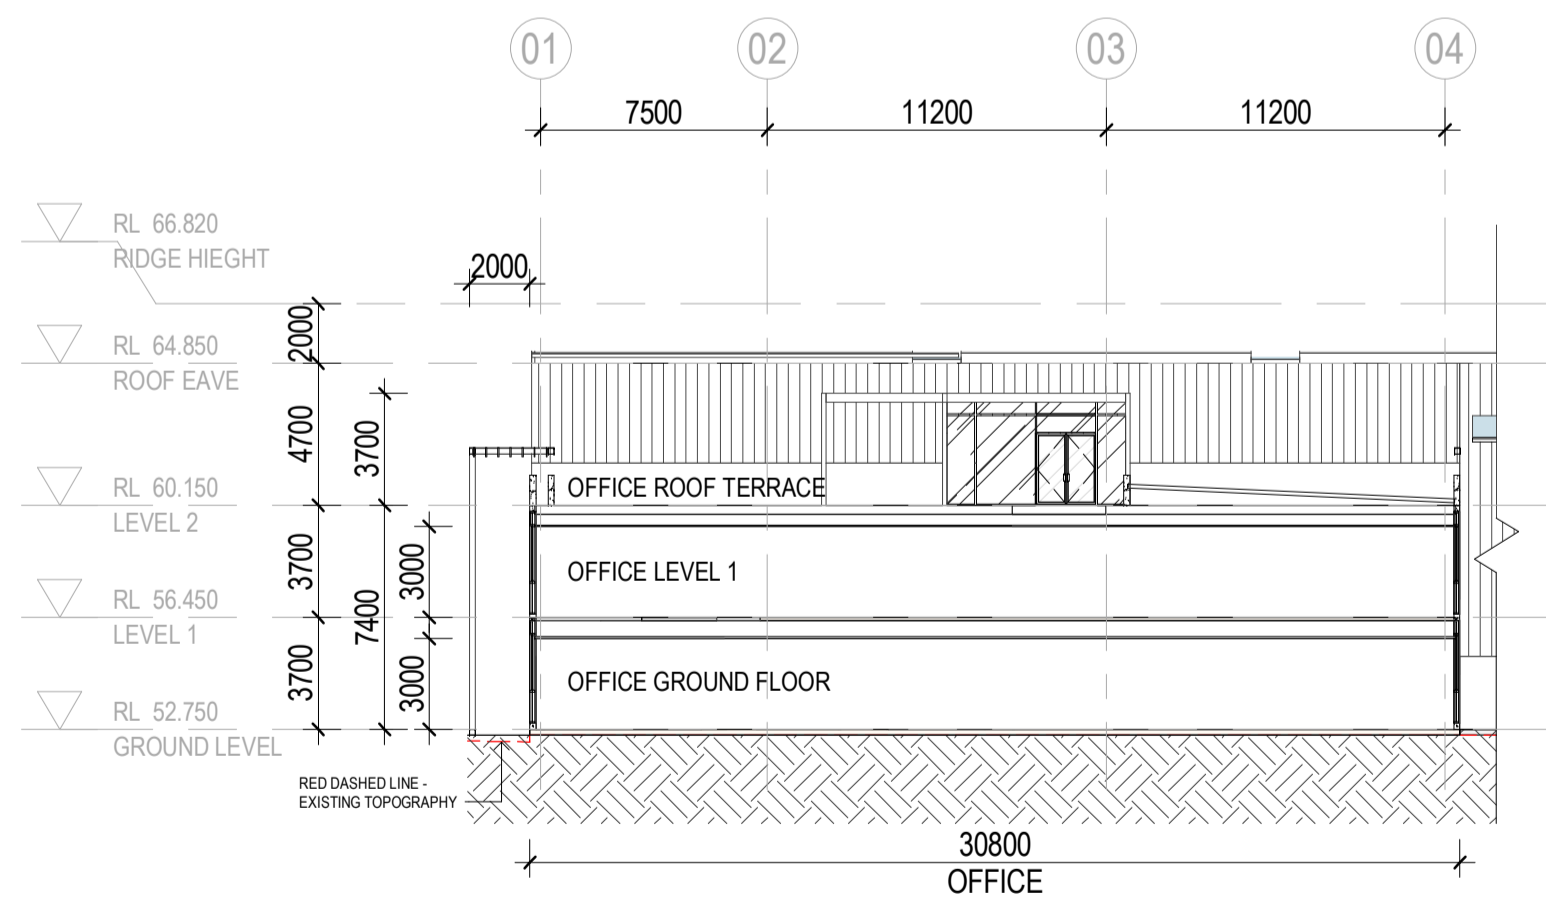 01 02 03 04
7500 11200 11200
RL 66.820
RIDGE HIEGHT
2000
2000
RL 64.850
ROOF EAVE
4700
3700
RL 60.150
LEVEL 2
OFFICE ROOF TERRACE
3700
3000
7400
OFFICE LEVEL 1
RL 56.450
LEVEL 1
3700
3000
OFFICE GROUND FLOOR
RL 52.750
GROUND LEVEL
RED DASHED LINE -
EXISTING TOPOGRAPHY
30800
OFFICE